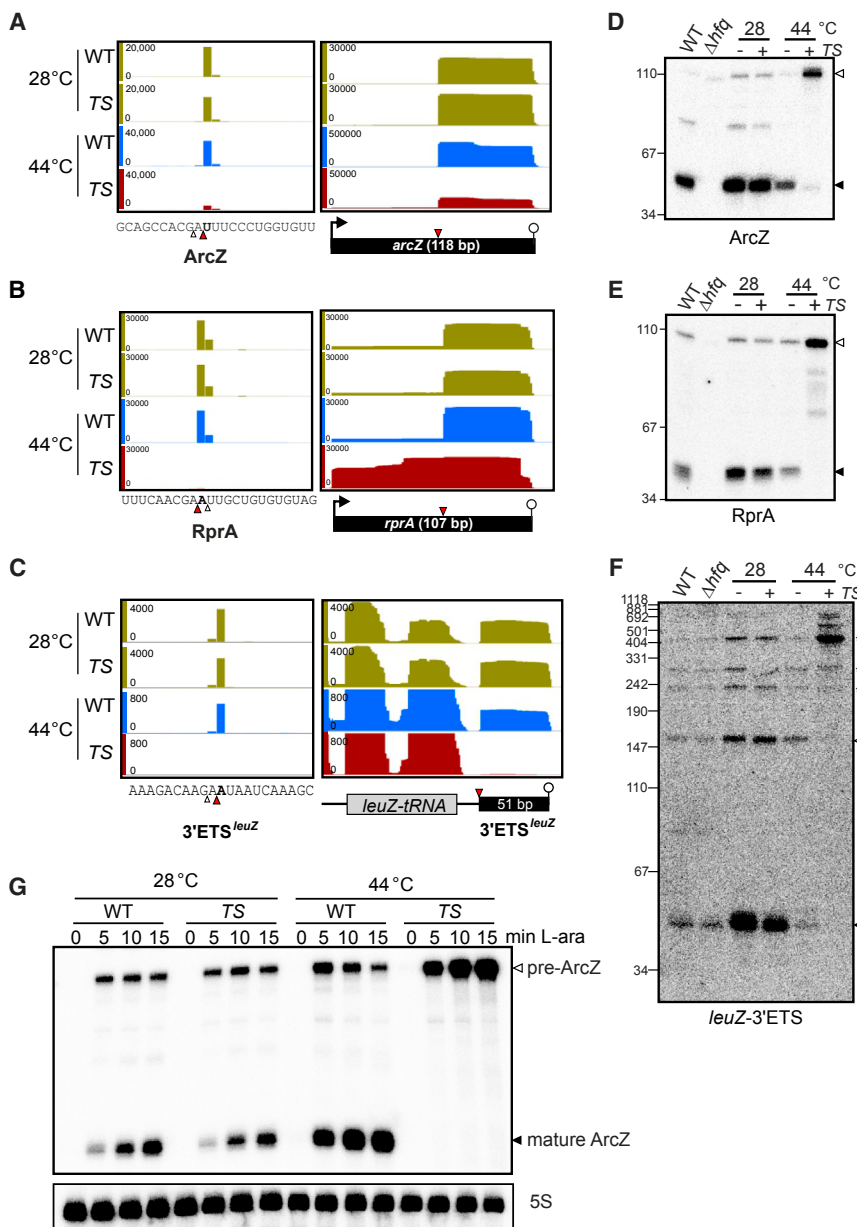 A
28°C
WT
TS
44°C
WT
TS
20,000
0
20,000
0
40,000
0
40,000
0
30000
0
30000
0
500000
0
50000
0
GCAGCCACGAUUUCCCUGGUGUU
ArcZ
arcZ (118 bp)
B
28°C
WT
TS
44°C
WT
TS
30000
0
30000
0
30000
0
30000
0
30000
0
30000
0
30000
0
30000
0
UUUCAACGAAUUGCUGUGUGUAG
RprA
rprA (107 bp)
C
28°C
WT
TS
44°C
WT
TS
4000
0
4000
0
800
0
800
0
4000
0
4000
0
800
0
800
0
AAAGACAAGAAUAAUCAAAGC
3'ETS leuZ
leuZ-tRNA
51 bp
3'ETS leuZ
D
WT
Δhfq
28
44
°C
- + - + TS
110
67
34
ArcZ
E
WT
Δhfq
28
44
°C
- + - + TS
110
67
34
RprA
F
WT
Δhfq
28
44
°C
- + - + TS
1118
881
692
501
404
331
242
190
147
110
67
34
leuZ-3'ETS
G
28°C 44°C
WT TS WT TS
0 5 10 15 0 5 10 15 0 5 10 15 0 5 10 15 min L-ara
pre-ArcZ
mature ArcZ
5S